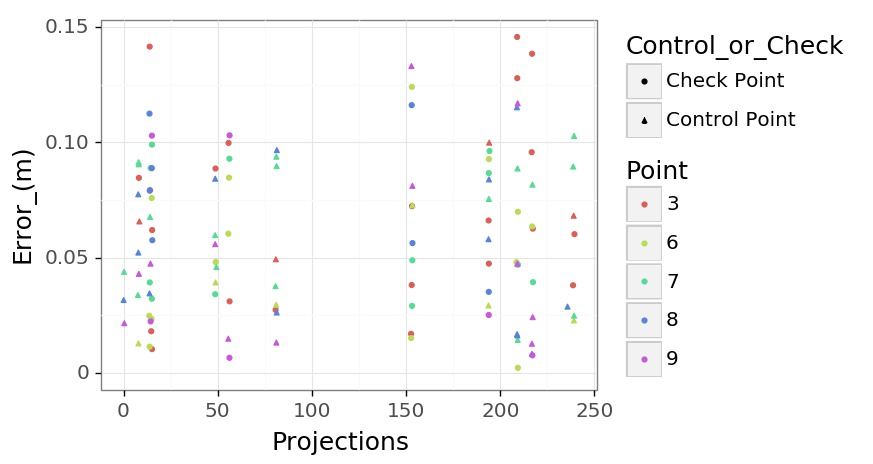 0.15
0.10
0.05
0
Error_(m)
0
50
100
150
200
250
Projections
Control_or_Check
Check Point
Control Point
Point
3
6
7
8
9